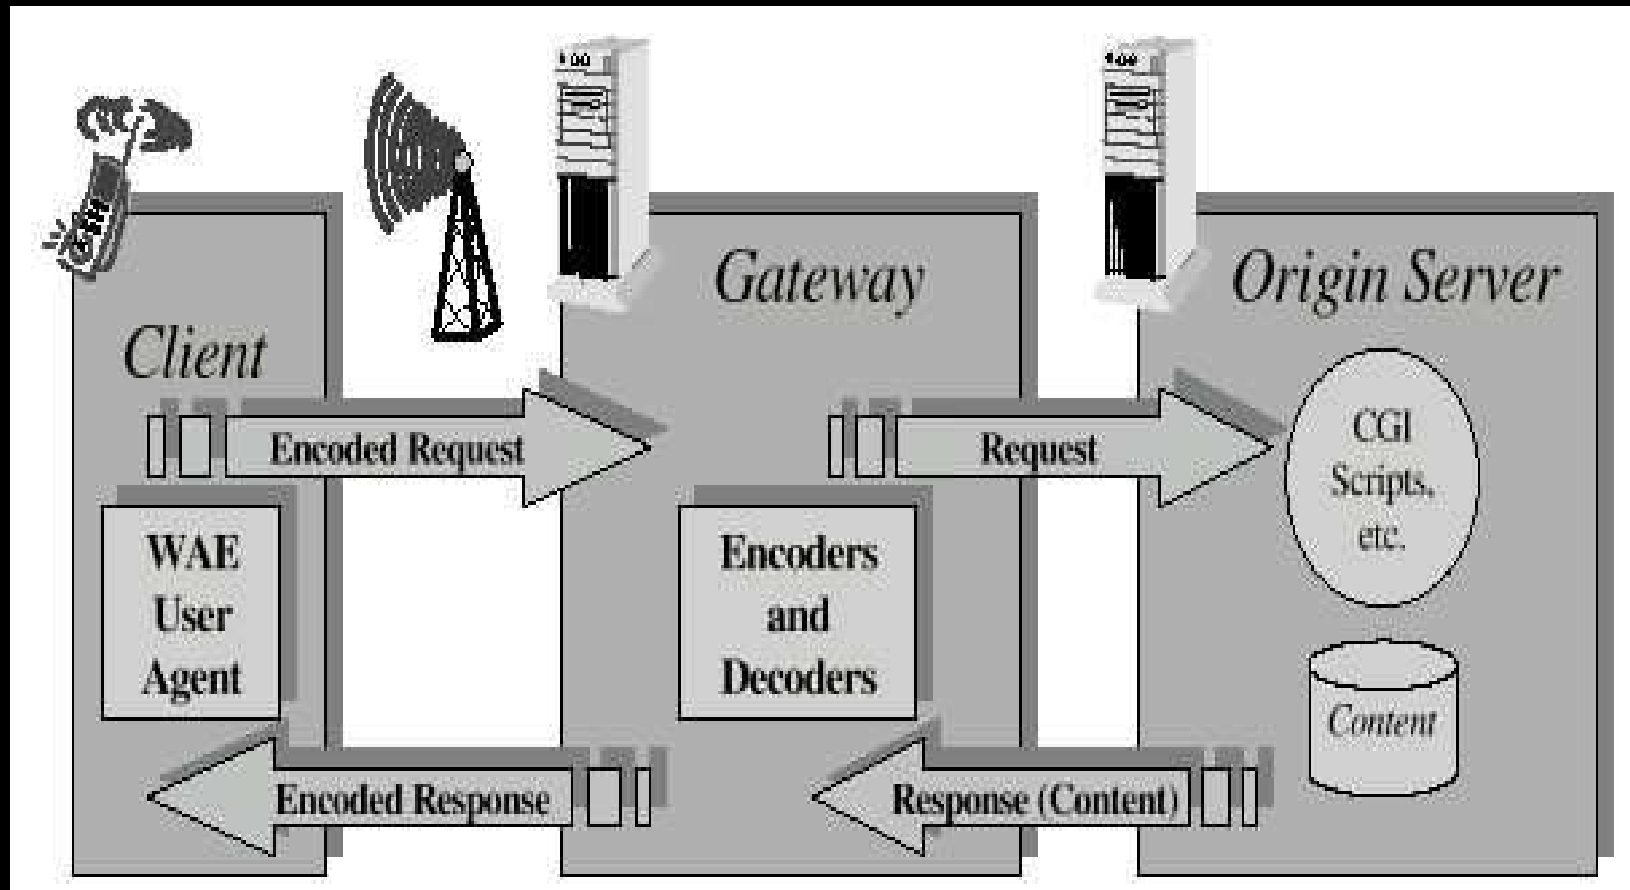 Client
Gateway
Origin Server
Encoded Request
Request
CGI
Scripts,
etc.
WAE
User
Agent
Encoders
and
Decoders
Content
Encoded Response
Response (Content)